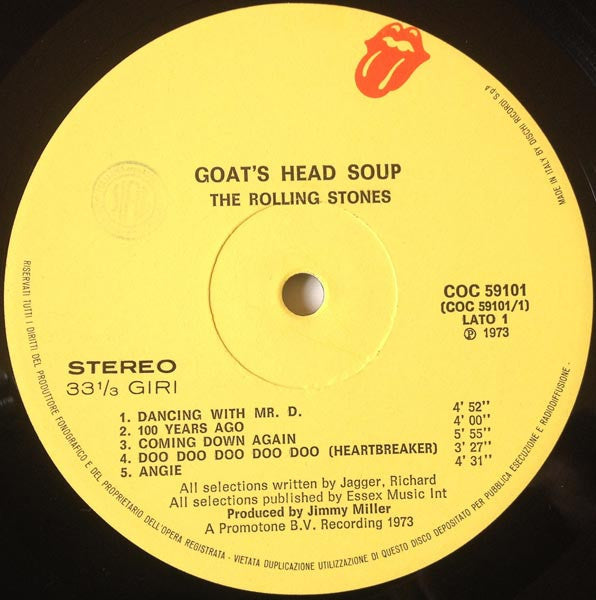 GOAT'S HEAD SOUP
THE ROLLING STONES
MADE IN ITALY BY DISCHI RICORDI S.p.A
COC 59101
(COC 59101/1)
LATO 1
℗ 1973
STEREO
33 1/3 GIRI
1. DANCING WITH MR. D. 4' 52''
2. 100 YEARS AGO 4' 00''
3. COMING DOWN AGAIN 5' 55''
4. DOO DOO DOO DOO DOO (HEARTBREAKER) 3' 27''
5. ANGIE 4' 31''
All selections written by Jagger, Richard
All selections published by Essex Music Int
Produced by Jimmy Miller
A Promotone B.V. Recording 1973
RISERVATI TUTTI I DIRITTI DEL PRODUTTORE FONOGRAFICO E DEL PROPRIETARIO DELL'OPERA REGISTRATA - VIETATA DUPLICAZIONE UTILIZZAZIONE DI QUESTO DISCO DEPOSITATO PER PUBBLICA ESECUZIONE E RADIODIFFUSIONE.